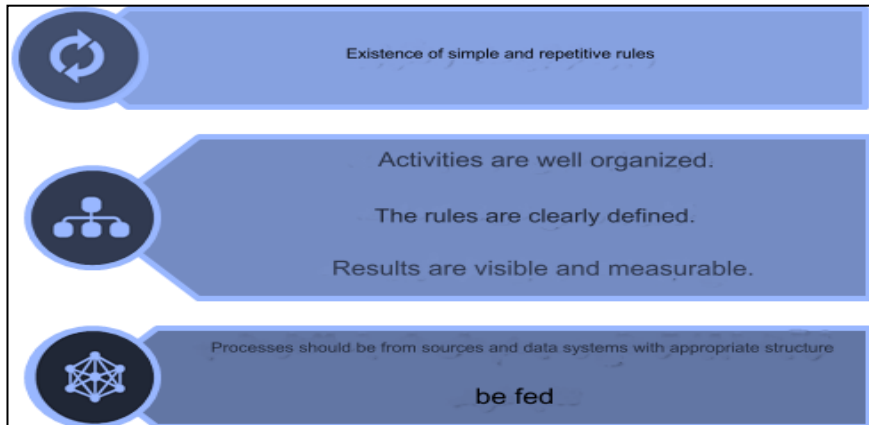 Existence of simple and repetitive rules
Activities are well organized.
The rules are clearly defined.
Results are visible and measurable.
Processes should be from sources and data systems with appropriate structure
be fed